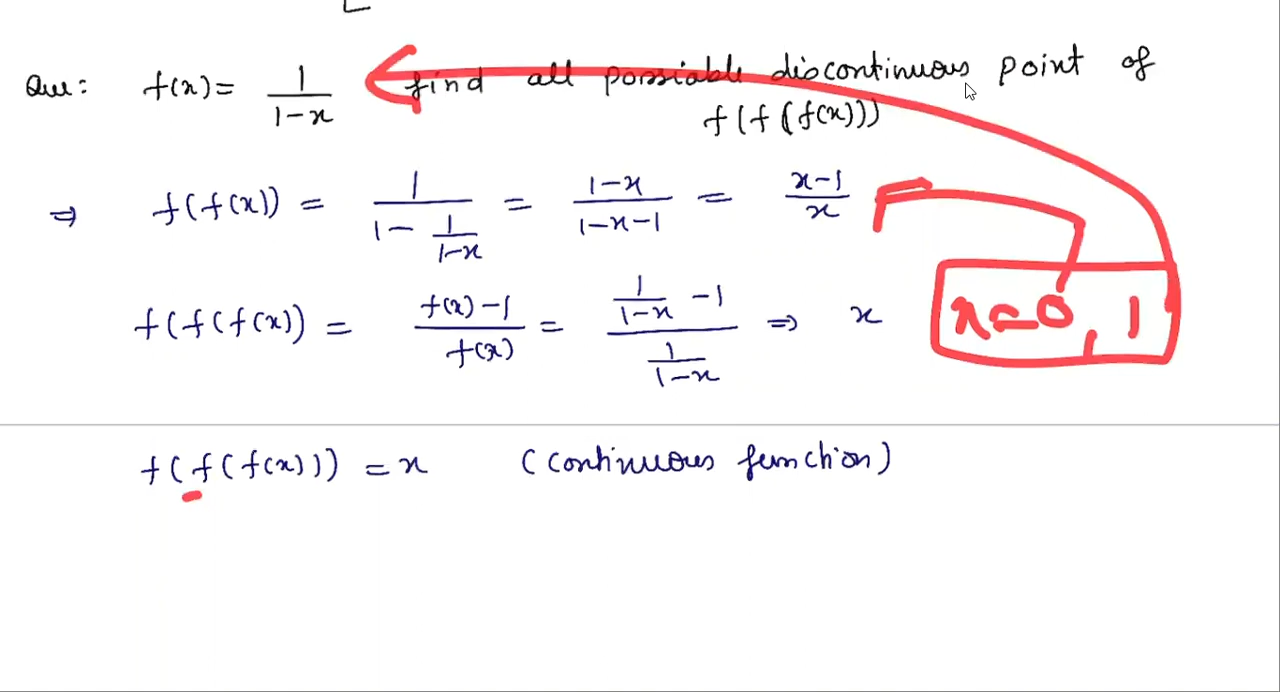 Que: f(x) = 1/(1-x) find all possiable discontinuous point of
f(f(f(x)))
⇒ f(f(x)) = 1/(1 - 1/(1-x)) = (1-x)/(1-x-1) = (x-1)/x
f(f(f(x)) = (f(x)-1)/f(x) = (1/(1-x) - 1)/(1/(1-x)) ⇒ x
x=0, 1
f(f(f(x))) = x (continuous function)